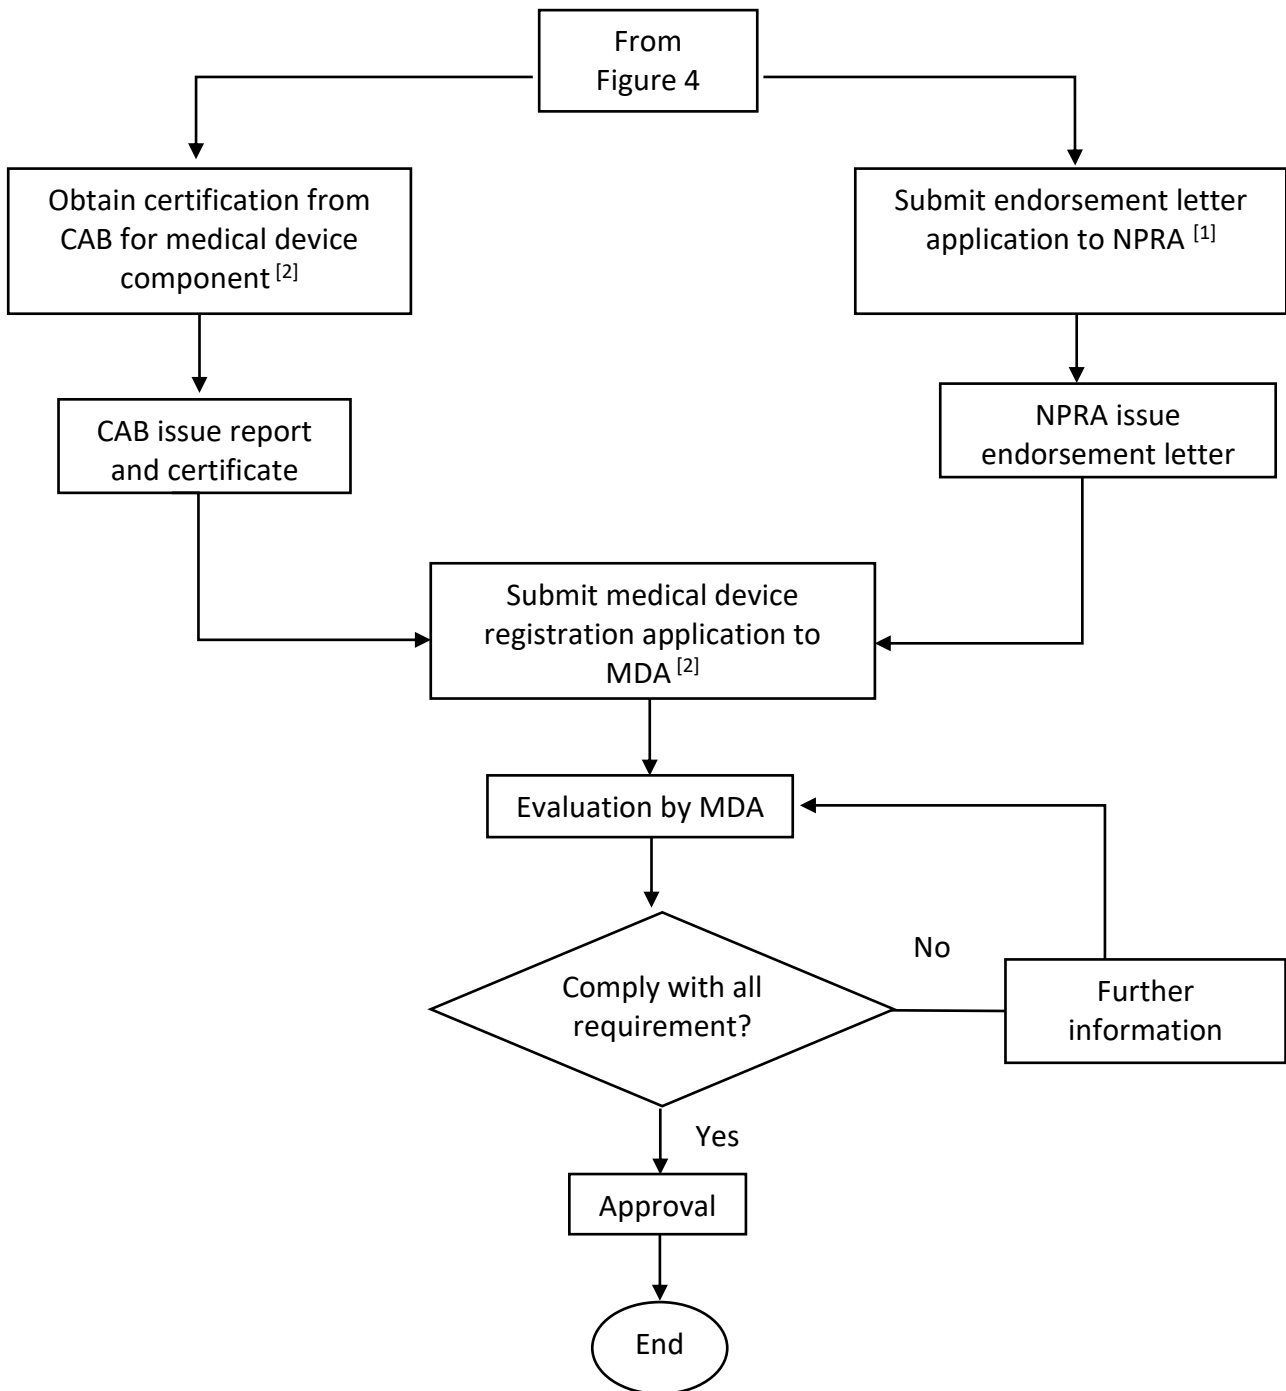 From
Figure 4
Obtain certification from
CAB for medical device
component [2]
Submit endorsement letter
application to NPRA [1]
CAB issue report
and certificate
NPRA issue
endorsement letter
Submit medical device
registration application to
MDA [2]
Evaluation by MDA
Comply with all
requirement?
No
Further
information
Yes
Approval
End